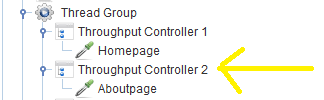 Thread Group
Throughput Controller 1
Homepage
Throughput Controller 2
Aboutpage